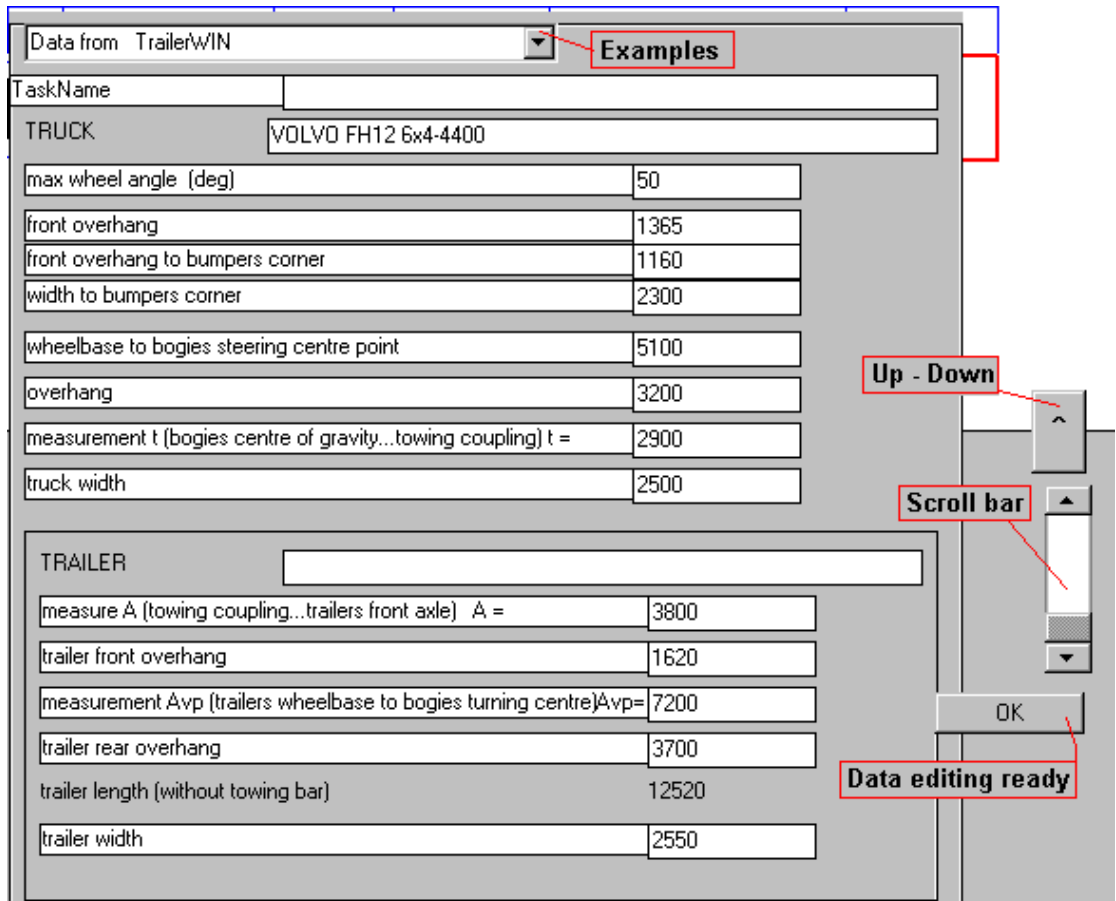 Data from TrailerWIN
Examples
TaskName
TRUCK VOLVO FH12 6x4-4400
max wheel angle (deg) 50
front overhang 1365
front overhang to bumpers corner 1160
width to bumpers corner 2300
wheelbase to bogies steering centre point 5100
Up - Down
overhang 3200
^
measurement t (bogies centre of gravity...towing coupling) t = 2900
truck width 2500
Scroll bar
TRAILER
measure A (towing coupling...trailers front axle) A = 3800
trailer front overhang 1620
measurement Avp (trailers wheelbase to bogies turning centre)Avp= 7200
OK
trailer rear overhang 3700
Data editing ready
trailer length (without towing bar) 12520
trailer width 2550